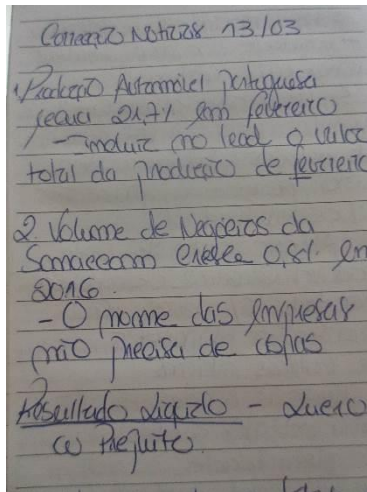 Correcção Notícias 13/03
1. Produção Automóvel portuguesa
recua 21,7% em fevereiro
- incluir no lead o valor
total da produção de fevereiro
2. Volume de Negócios da
Sonaecom cresce 0,8% em
2016.
- O nome das empresas
não precisa de aspas
Resultado Líquido - Lucro
ou Prejuízo